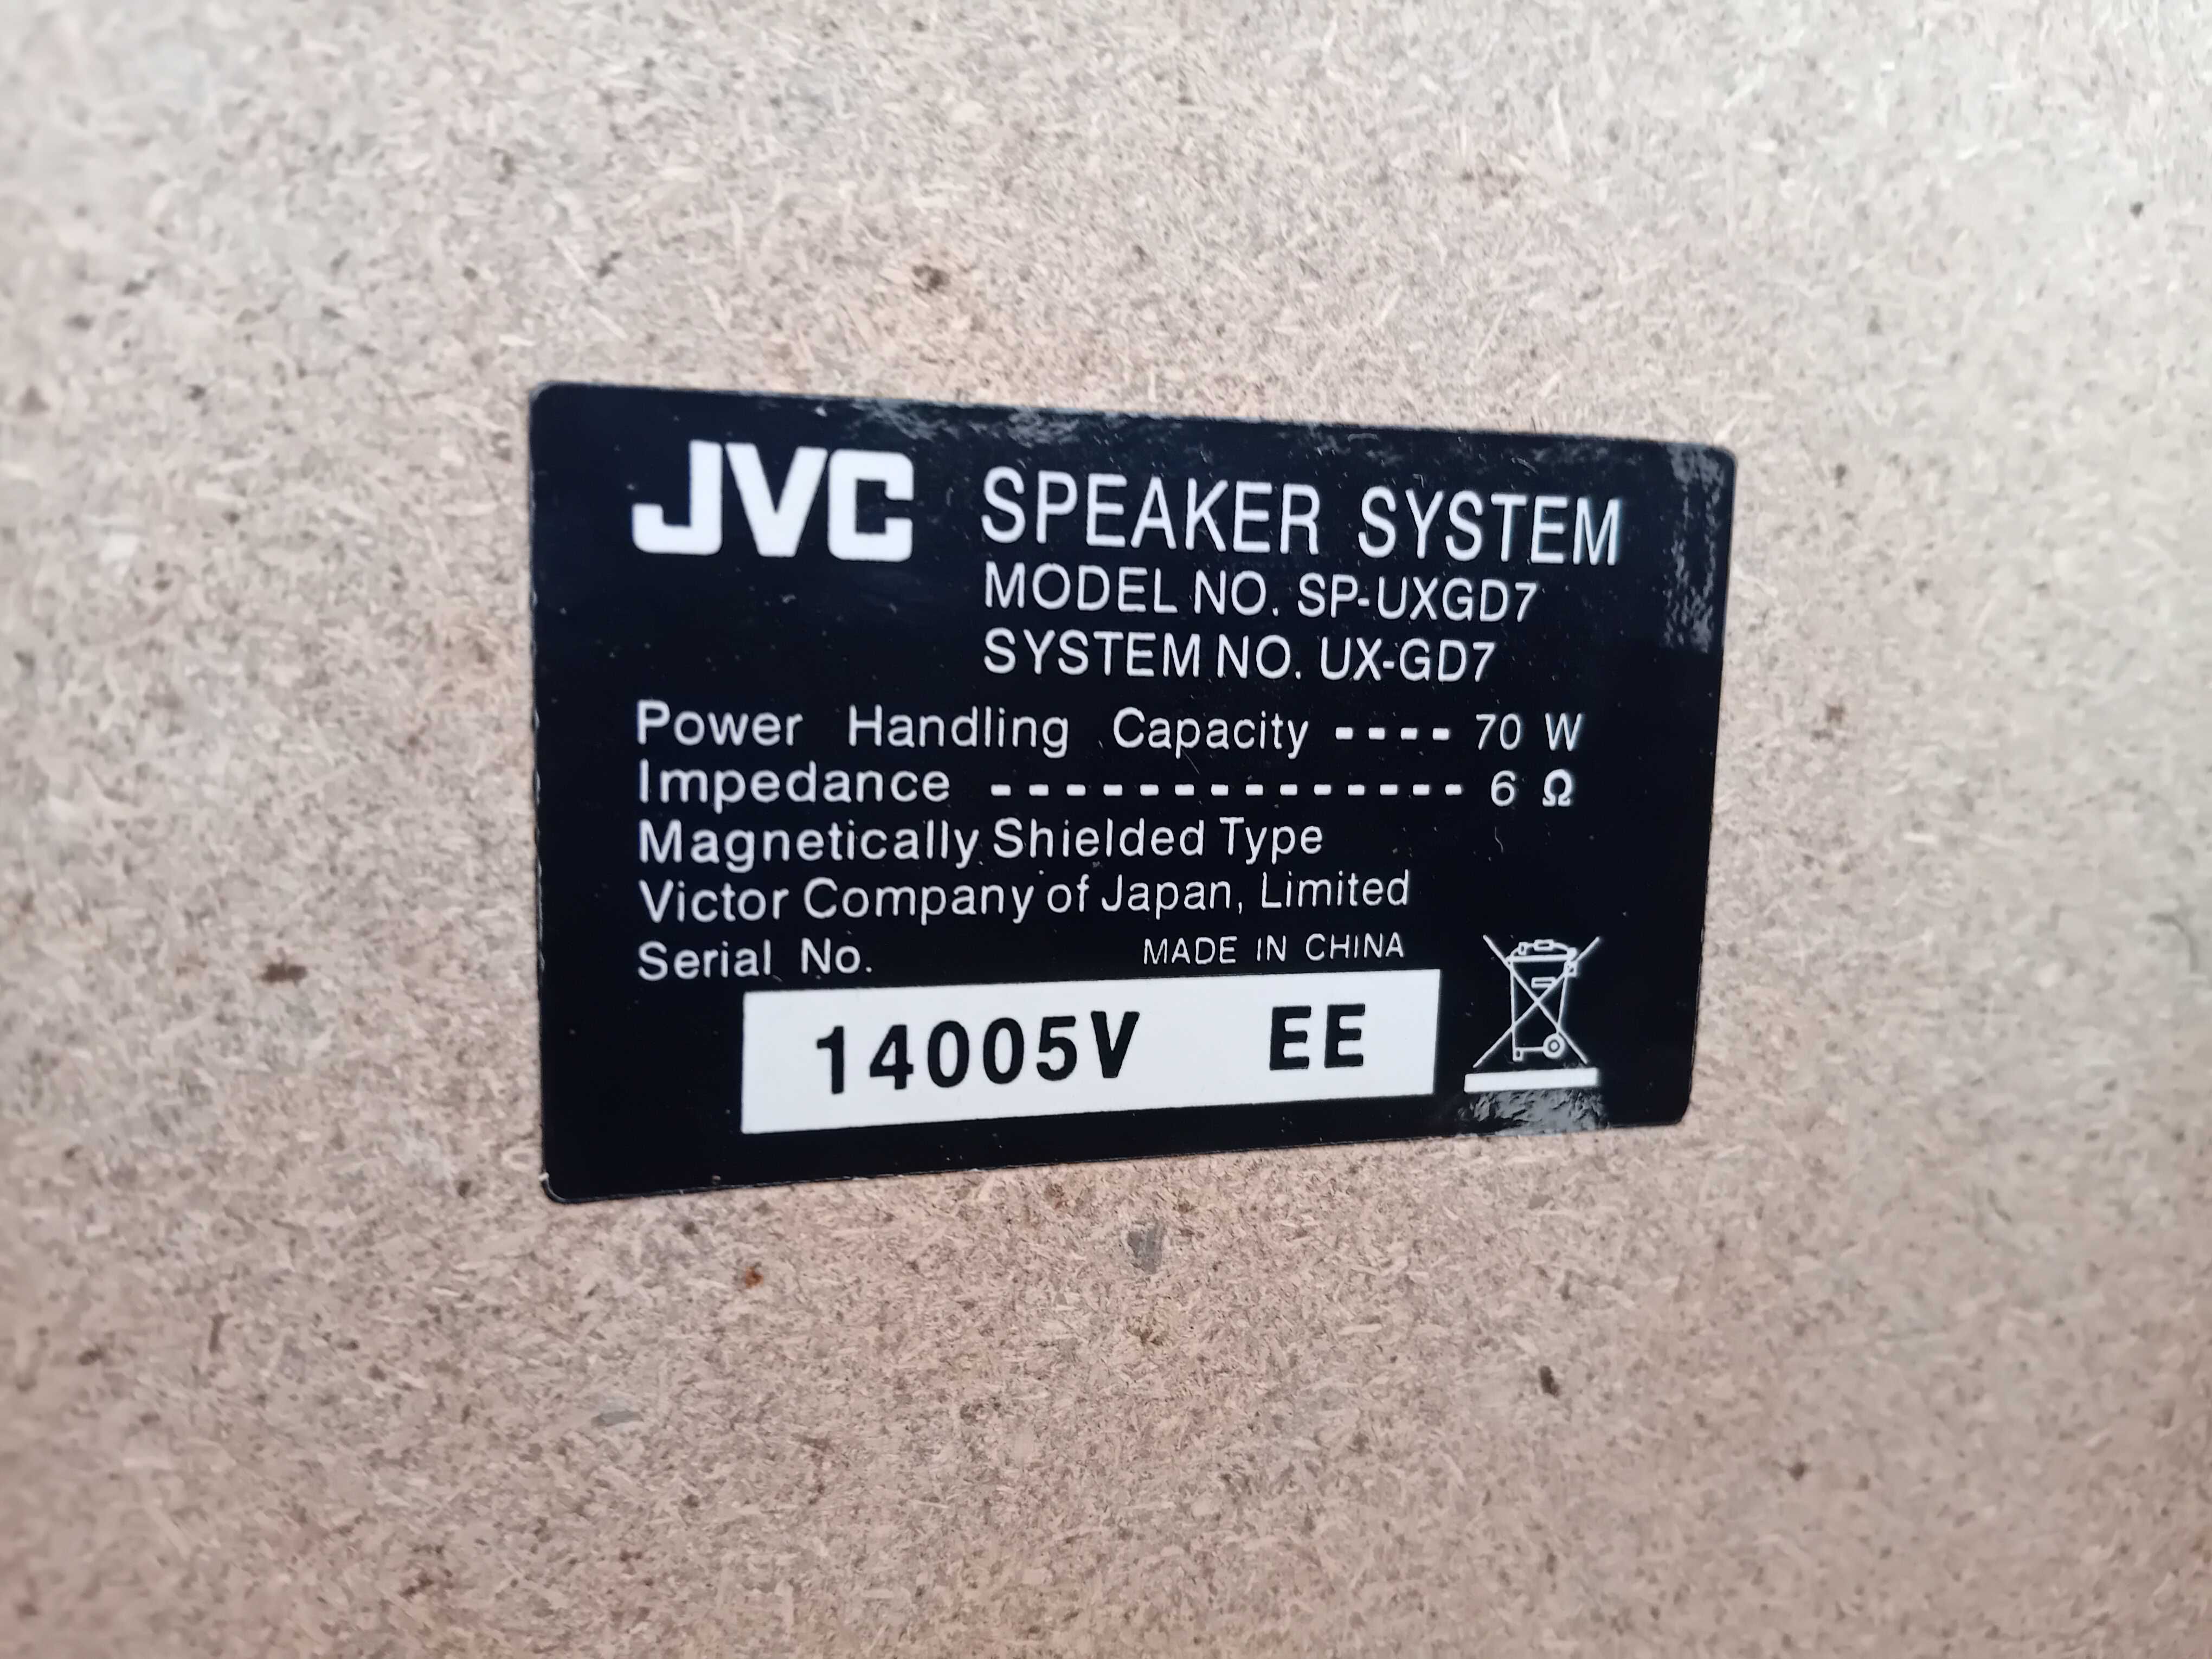 JVC SPEAKER SYSTEM
MODEL NO. SP-UXGD7
SYSTEM NO. UX-GD7
Power Handling Capacity ---- 70 W
Impedance -------------- 6 Ω
Magnetically Shielded Type
Victor Company of Japan, Limited
Serial No. MADE IN CHINA
14005V EE